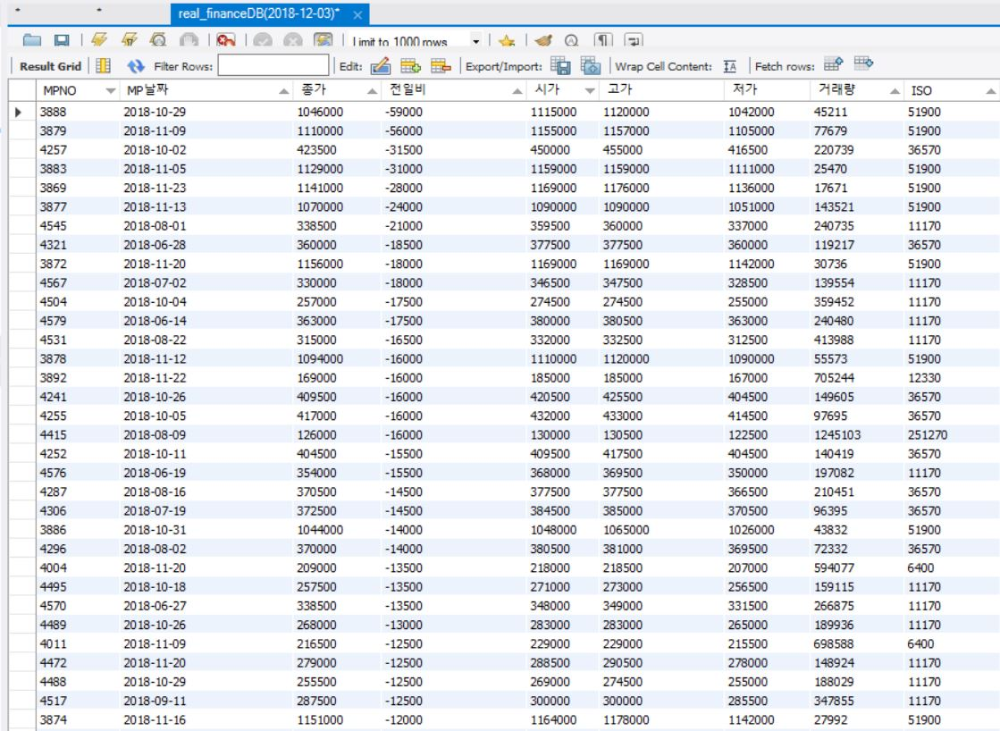 * * real_financeDB(2018-12-03)* ×
Limit to 1000 rows
Result Grid Filter Rows: Edit: Export/Import: Wrap Cell Content: Fetch rows:
MPNO MP날짜 종가 전일비 시가 고가 저가 거래량 ISO
3888 2018-10-29 1046000 -59000 1115000 1120000 1042000 45211 51900
3879 2018-11-09 1110000 -56000 1155000 1157000 1105000 77679 51900
4257 2018-10-02 423500 -31500 450000 455000 416500 220739 36570
3883 2018-11-05 1129000 -31000 1159000 1159000 1111000 25470 51900
3869 2018-11-23 1141000 -28000 1169000 1176000 1136000 17671 51900
3877 2018-11-13 1070000 -24000 1090000 1090000 1051000 143521 51900
4545 2018-08-01 338500 -21000 359500 360000 337000 240735 11170
4321 2018-06-28 360000 -18500 377500 377500 360000 119217 36570
3872 2018-11-20 1156000 -18000 1169000 1169000 1142000 30736 51900
4567 2018-07-02 330000 -18000 346500 347500 328500 139554 11170
4504 2018-10-04 257000 -17500 274500 274500 255000 359452 11170
4579 2018-06-14 363000 -17500 380000 380500 363000 240480 11170
4531 2018-08-22 315000 -16500 332000 332500 312500 413988 11170
3878 2018-11-12 1094000 -16000 1110000 1120000 1090000 55573 51900
3892 2018-11-22 169000 -16000 185000 185000 167000 705244 12330
4241 2018-10-26 409500 -16000 420500 425500 404500 149605 36570
4255 2018-10-05 417000 -16000 432000 433000 414500 97695 36570
4415 2018-08-09 126000 -16000 130000 130500 122500 1245103 251270
4252 2018-10-11 404500 -15500 409500 417500 404500 140419 36570
4576 2018-06-19 354000 -15500 368000 369500 350000 197082 11170
4287 2018-08-16 370500 -14500 377500 377500 366500 210451 36570
4306 2018-07-19 372500 -14500 384500 385000 370500 96395 36570
3886 2018-10-31 1044000 -14000 1048000 1065000 1026000 43832 51900
4296 2018-08-02 370000 -14000 380500 381000 369500 72332 36570
4004 2018-11-20 209000 -13500 218000 218500 207000 594077 6400
4495 2018-10-18 257500 -13500 271000 273000 256500 159115 11170
4570 2018-06-27 338500 -13500 348000 349000 331500 266875 11170
4489 2018-10-26 268000 -13000 283000 283000 265000 189936 11170
4011 2018-11-09 216500 -12500 229000 229000 215500 698588 6400
4472 2018-11-20 279000 -12500 288500 290500 278000 148924 11170
4488 2018-10-29 255500 -12500 269000 274500 255000 188029 11170
4517 2018-09-11 287500 -12500 300000 300000 285500 347855 11170
3874 2018-11-16 1151000 -12000 1164000 1178000 1142000 27992 51900